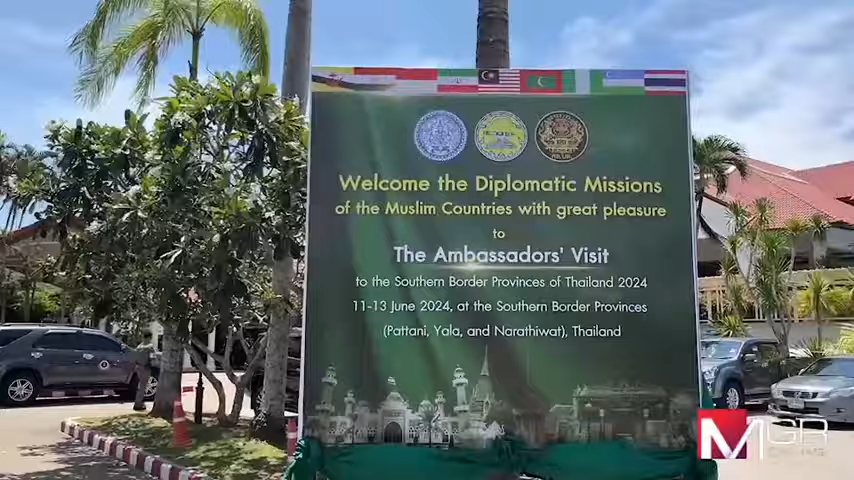 Welcome the Diplomatic Missions
of the Muslim Countries with great pleasure
to
The Ambassadors' Visit
to the Southern Border Provinces of Thailand 2024
11-13 June 2024, at the Southern Border Provinces
(Pattani, Yala, and Narathiwat), Thailand
MGR
ONLINE